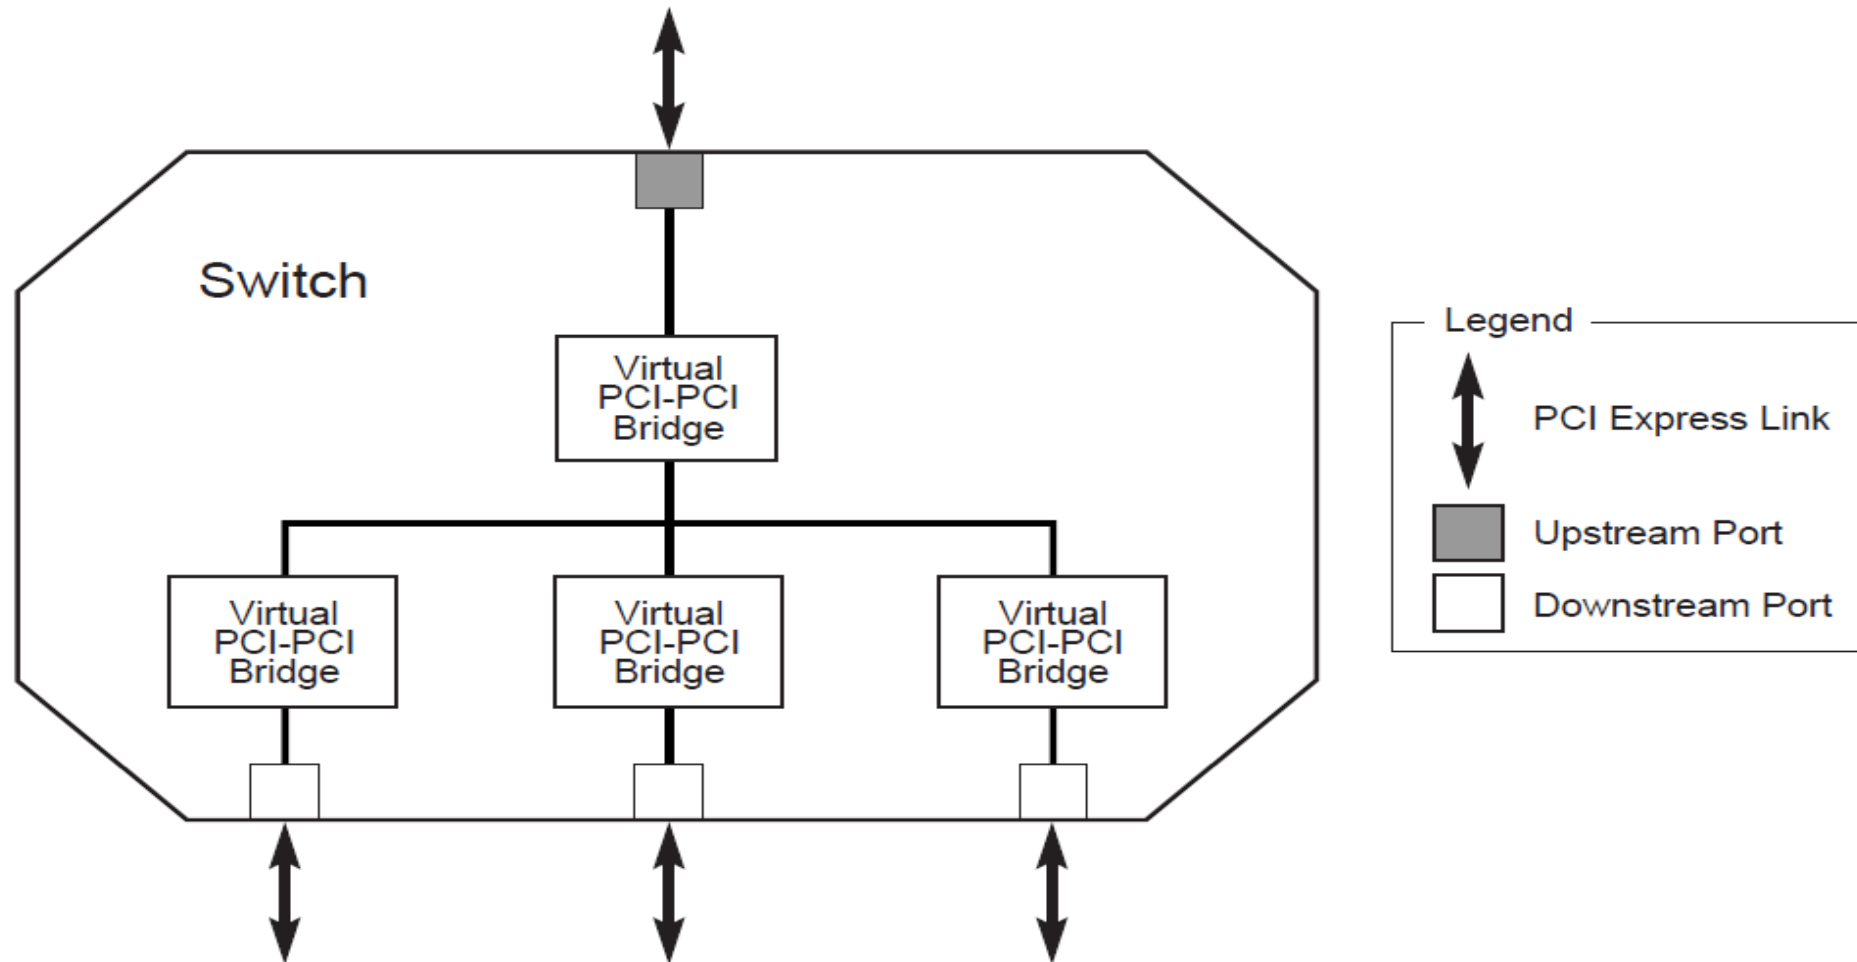 Switch
Virtual
PCI-PCI
Bridge
Virtual
PCI-PCI
Bridge
Virtual
PCI-PCI
Bridge
Virtual
PCI-PCI
Bridge
Legend
PCI Express Link
Upstream Port
Downstream Port